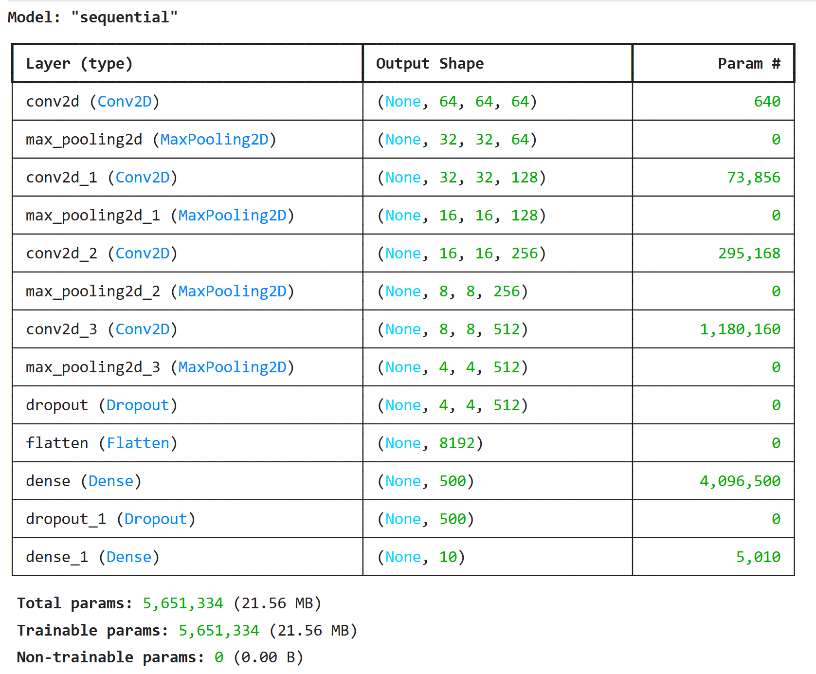 Model: "sequential"
Layer (type) Output Shape Param #
conv2d (Conv2D) (None, 64, 64, 64) 640
max_pooling2d (MaxPooling2D) (None, 32, 32, 64) 0
conv2d_1 (Conv2D) (None, 32, 32, 128) 73,856
max_pooling2d_1 (MaxPooling2D) (None, 16, 16, 128) 0
conv2d_2 (Conv2D) (None, 16, 16, 256) 295,168
max_pooling2d_2 (MaxPooling2D) (None, 8, 8, 256) 0
conv2d_3 (Conv2D) (None, 8, 8, 512) 1,180,160
max_pooling2d_3 (MaxPooling2D) (None, 4, 4, 512) 0
dropout (Dropout) (None, 4, 4, 512) 0
flatten (Flatten) (None, 8192) 0
dense (Dense) (None, 500) 4,096,500
dropout_1 (Dropout) (None, 500) 0
dense_1 (Dense) (None, 10) 5,010
Total params: 5,651,334 (21.56 MB)
Trainable params: 5,651,334 (21.56 MB)
Non-trainable params: 0 (0.00 B)